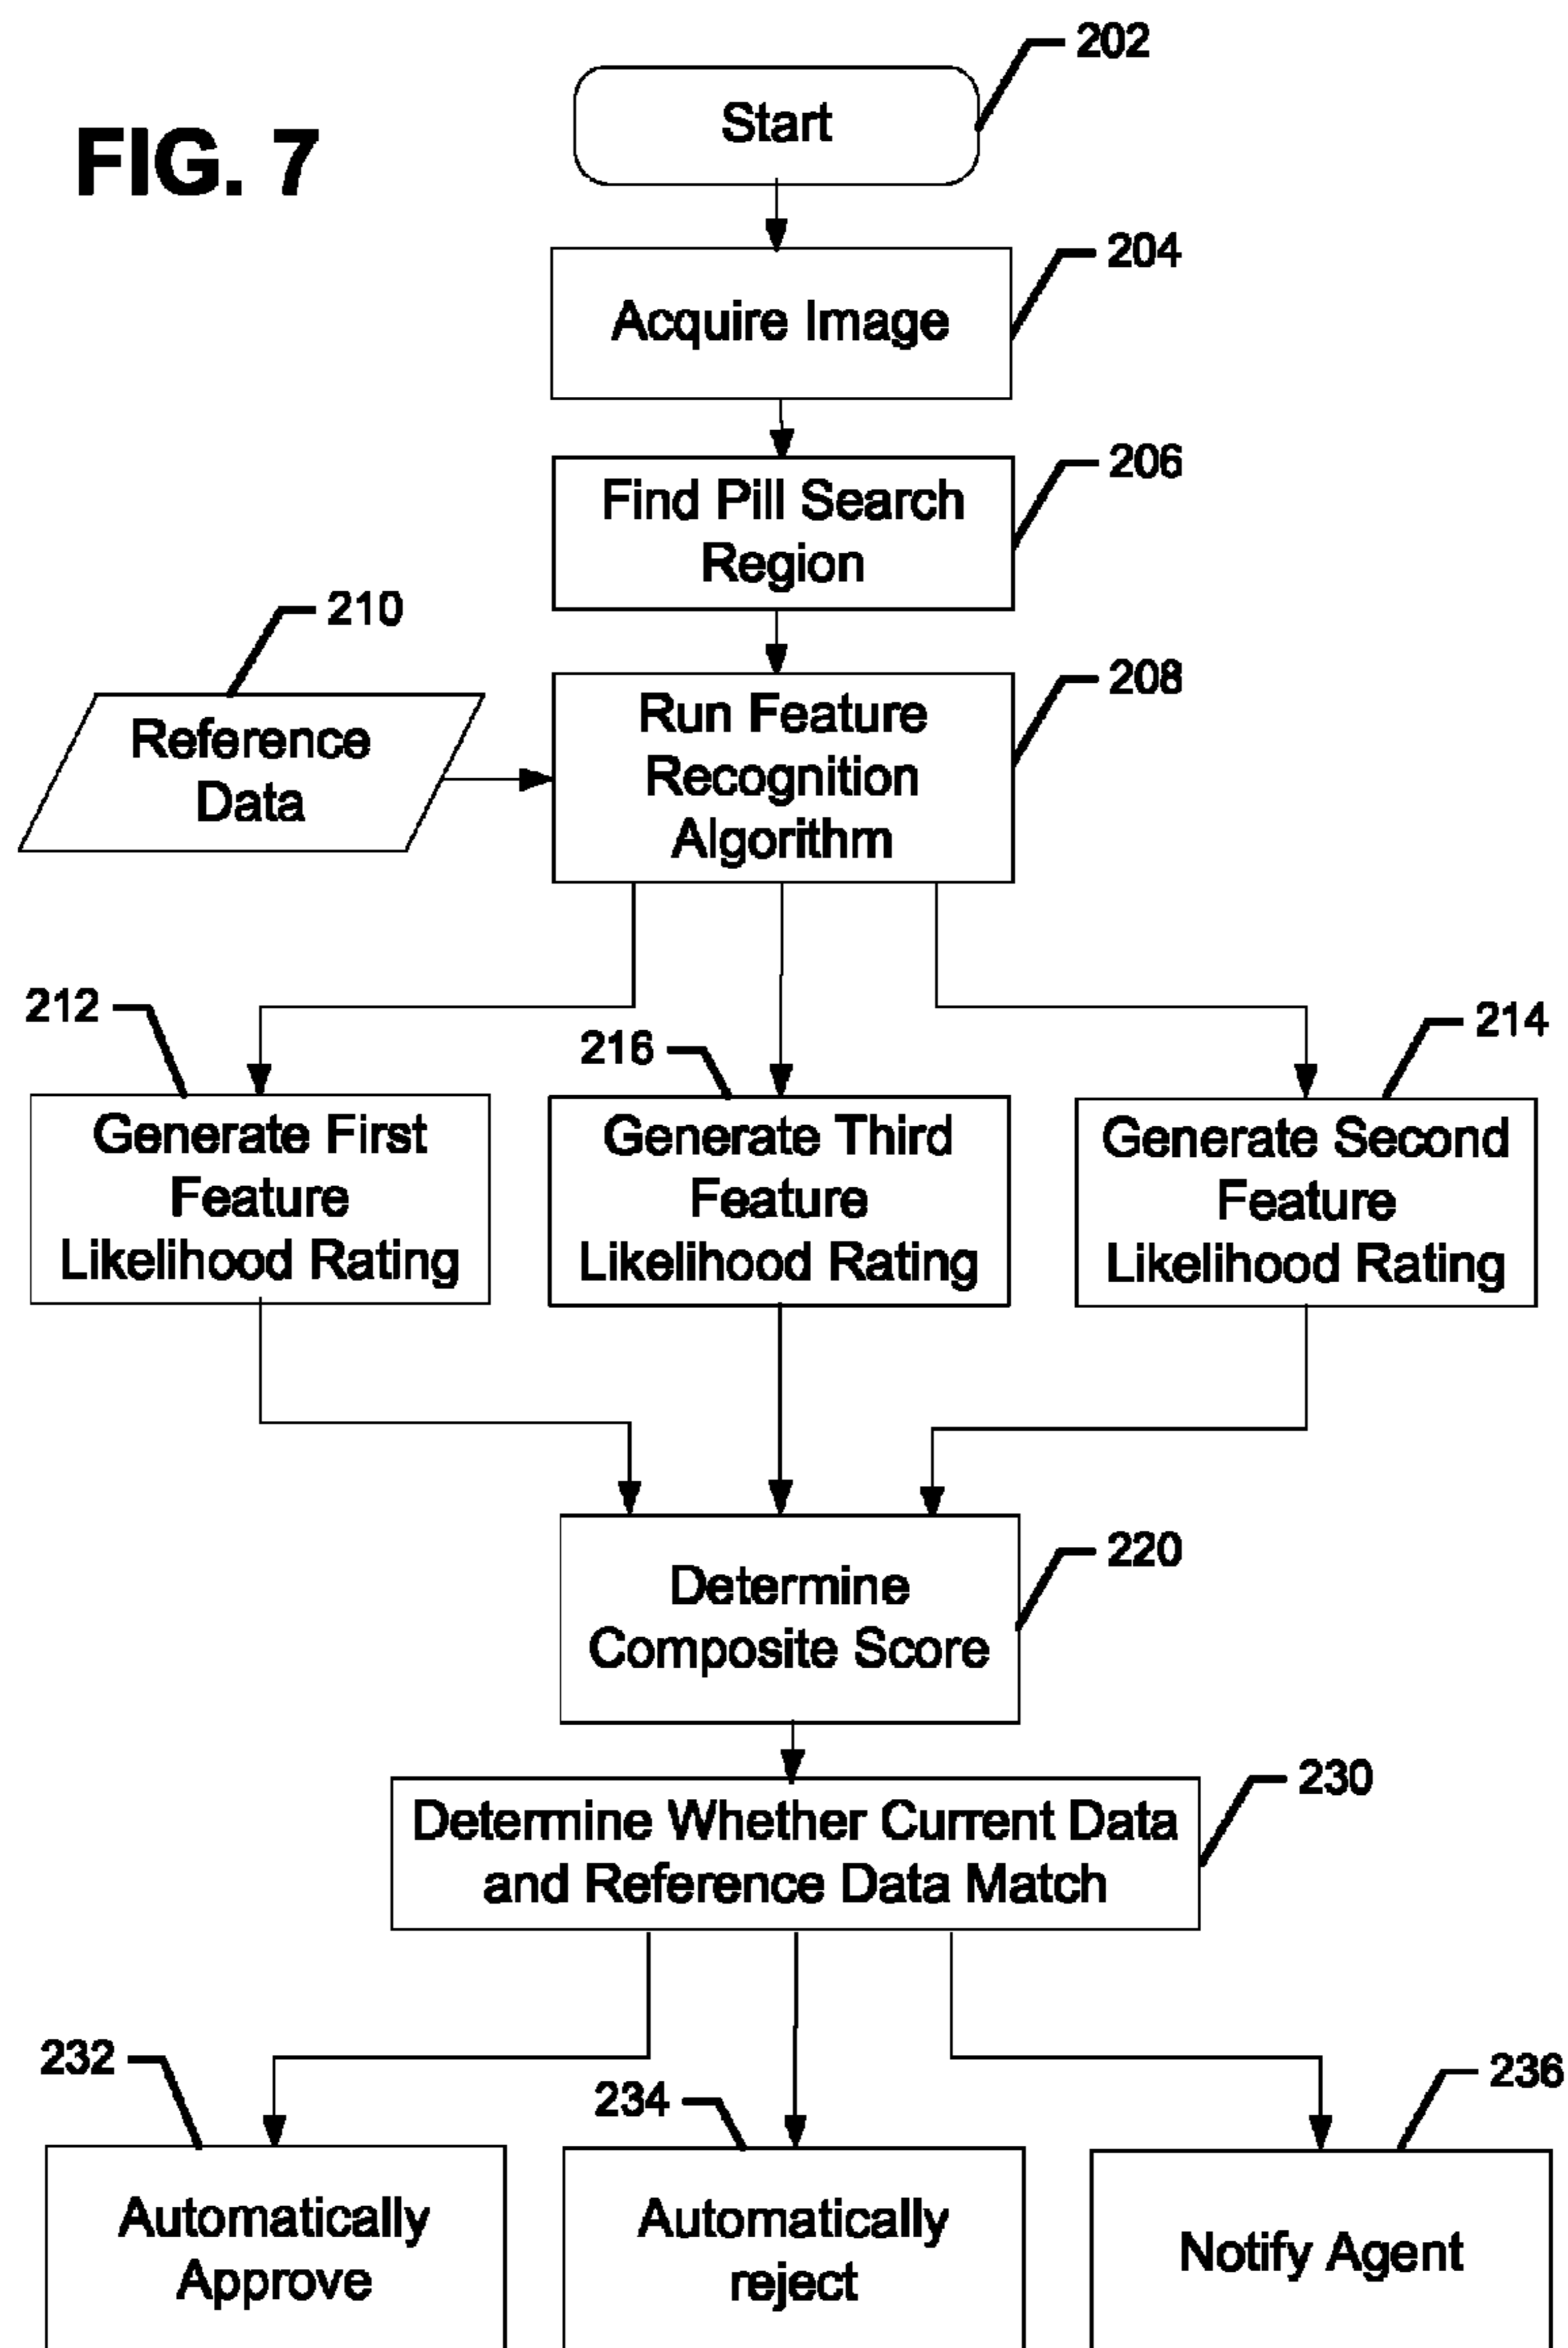 202
FIG. 7
Start
204
Acquire Image
206
Find Pill Search
Region
210
208
Reference
Data
Run Feature
Recognition
Algorithm
212
216
214
Generate First
Feature
Likelihood Rating
Generate Third
Feature
Likelihood Rating
Generate Second
Feature
Likelihood Rating
220
Determine
Composite Score
230
Determine Whether Current Data
and Reference Data Match
232
234
236
Automatically
Approve
Automatically
reject
Notify Agent